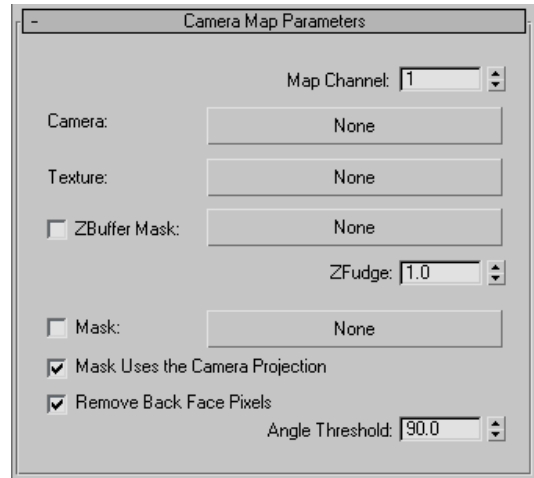 - Camera Map Parameters
Map Channel: 1
Camera: None
Texture: None
ZBuffer Mask: None
ZFudge: 1.0
Mask: None
Mask Uses the Camera Projection
Remove Back Face Pixels
Angle Threshold: 90.0